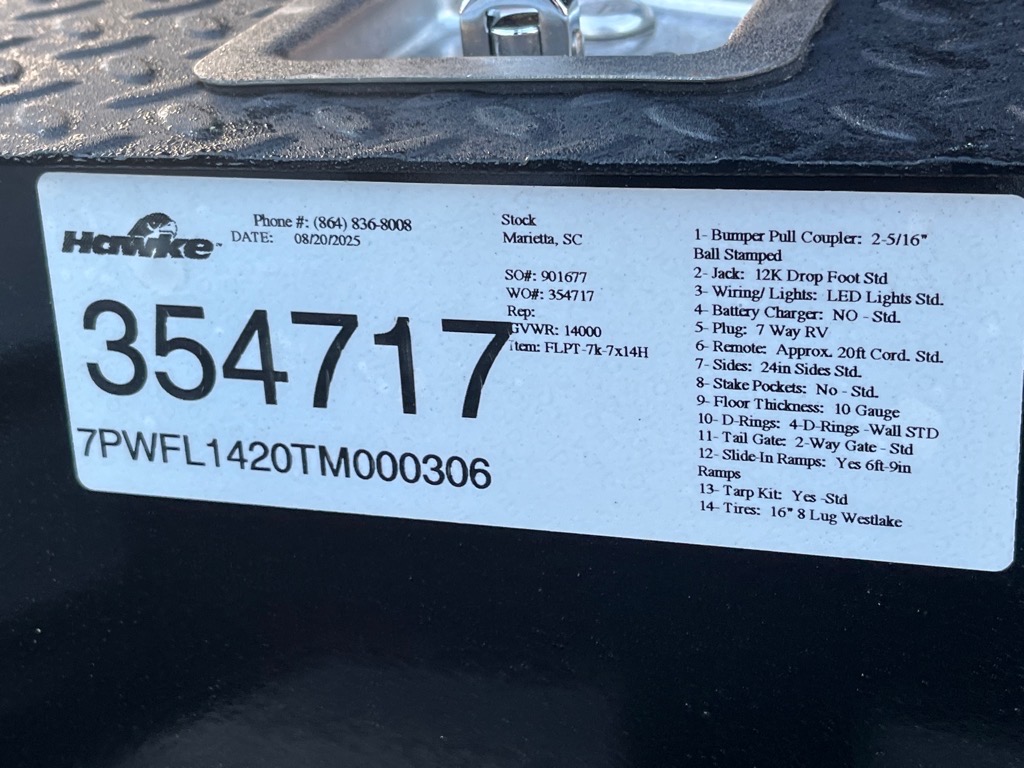 Hawke
Phone #: (864) 836-8008
DATE: 08/20/2025
354717
7PWFL1420TM000306
Stock
Marietta, SC
SO#: 901677
WO#: 354717
Rep:
GVWR: 14000
Item: FLPT-7k-7x14H
1- Bumper Pull Coupler: 2-5/16"
Ball Stamped
2- Jack: 12K Drop Foot Std
3- Wiring/ Lights: LED Lights Std.
4- Battery Charger: NO - Std.
5- Plug: 7 Way RV
6- Remote: Approx. 20ft Cord. Std.
7- Sides: 24in Sides Std.
8- Stake Pockets: No - Std.
9- Floor Thickness: 10 Gauge
10- D-Rings: 4-D-Rings -Wall STD
11- Tail Gate: 2-Way Gate - Std
12- Slide-In Ramps: Yes 6ft-9in
Ramps
13- Tarp Kit: Yes -Std
14- Tires: 16" 8 Lug Westlake